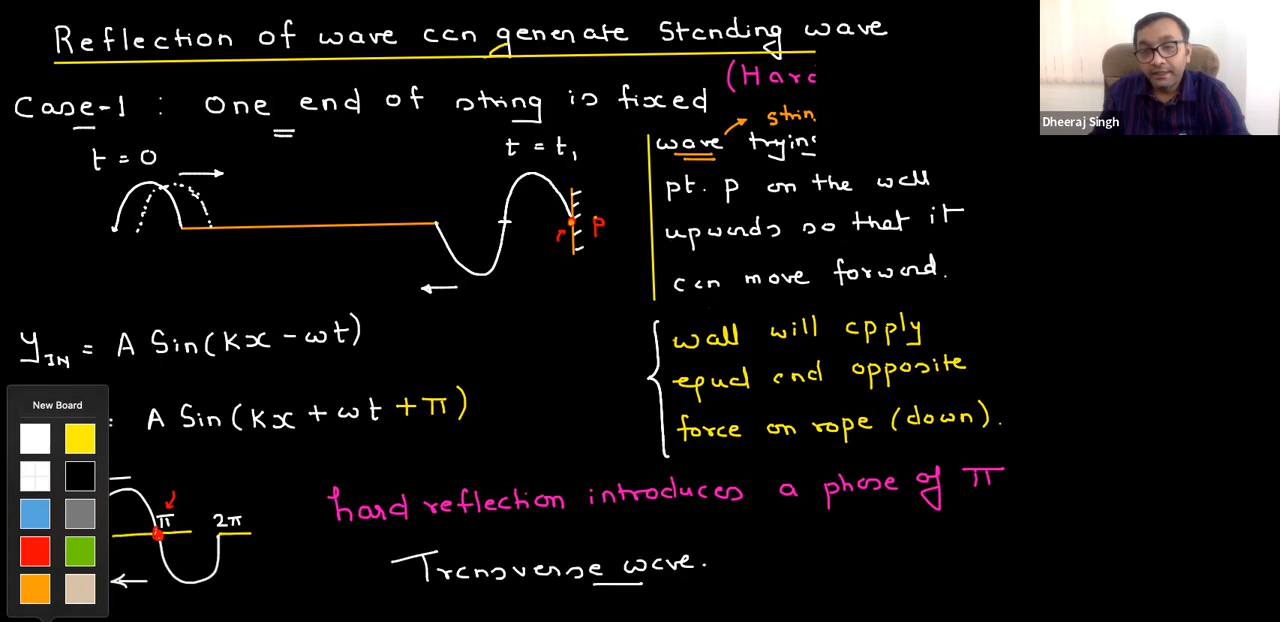 Reflection of wave can generate standing wave
(Hard
Case-1 : One end of string is fixed
string
t = 0
t = t₁
wave trying
pt. p on the wall
P
upwards so that it
can move forward.
y_IN = A Sin(kx - ωt)
wall will apply
equal and opposite
force on rope (down).
= A Sin(kx + ωt + π)
hard reflection introduces a phase of π
π 2π
Transverse wave.
New Board
Dheeraj Singh